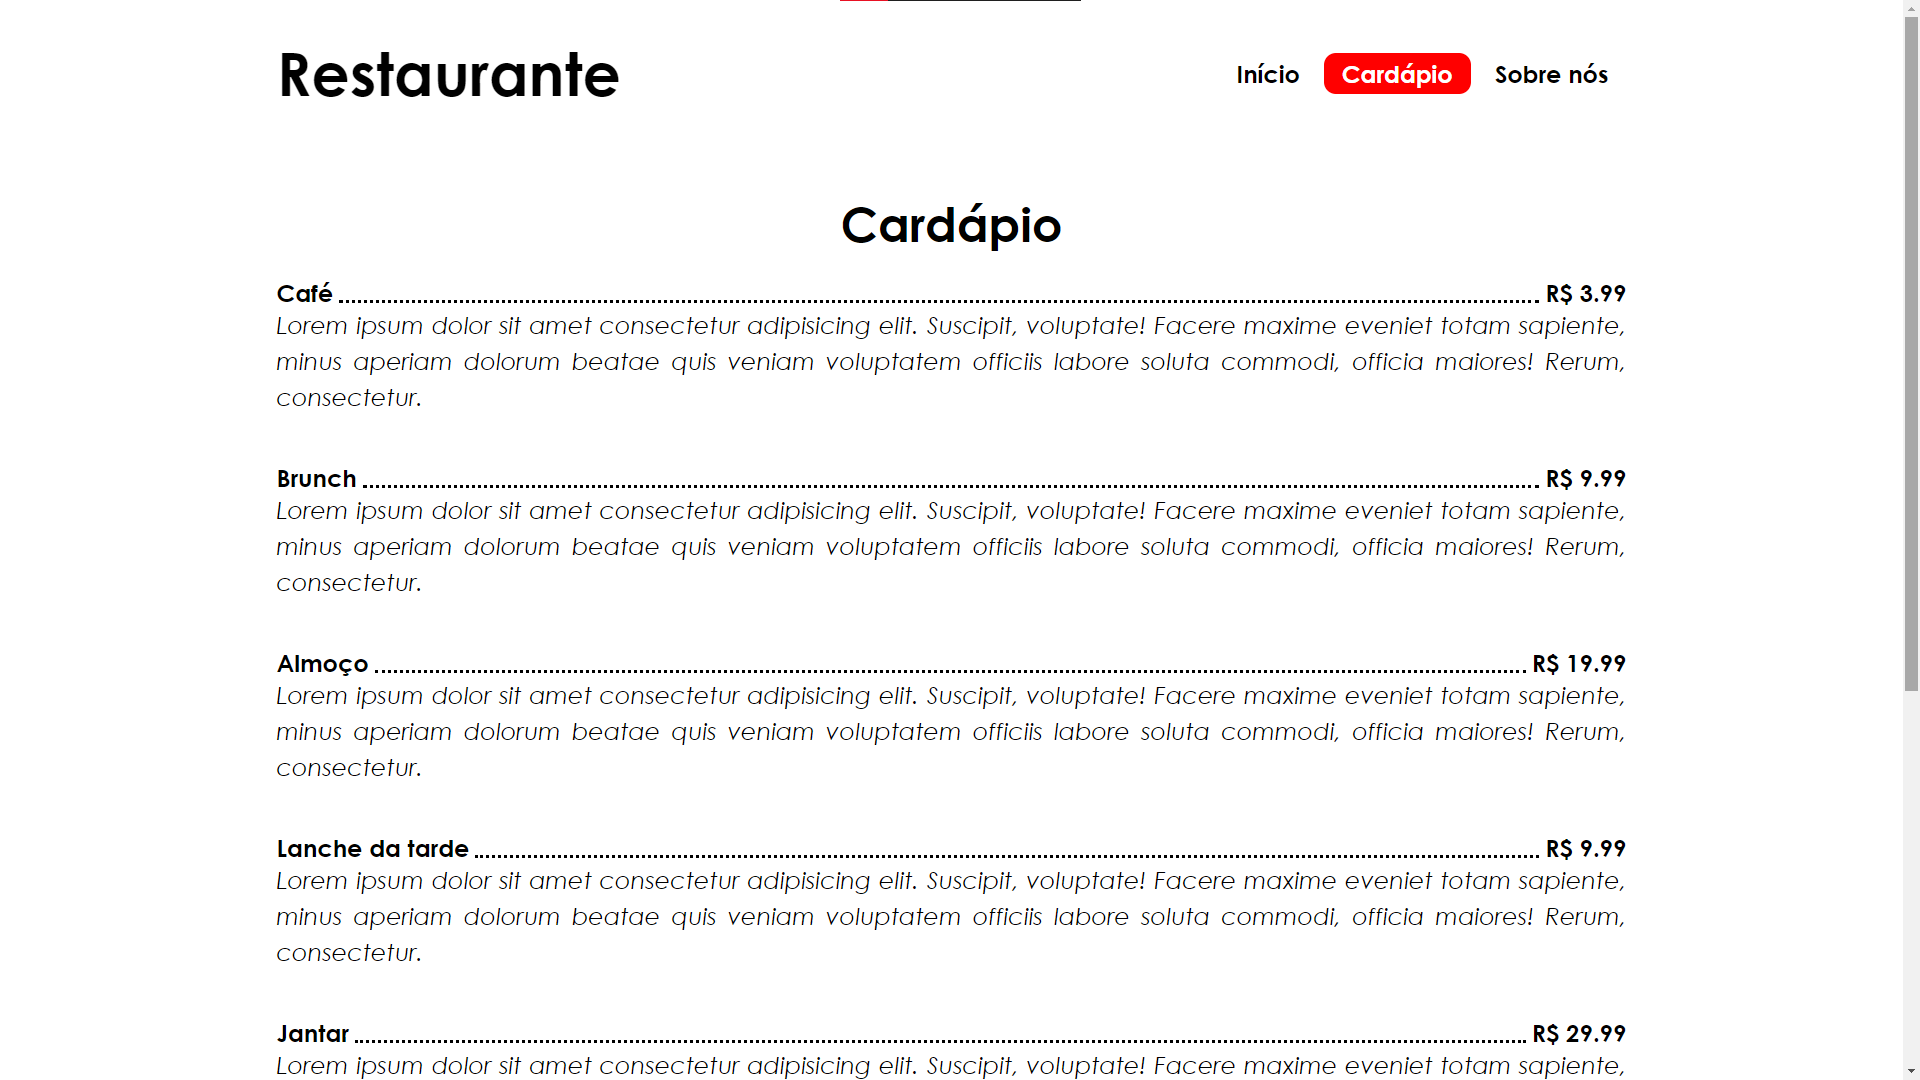 Restaurante
Início Cardápio Sobre nós
Cardápio
Café R$ 3.99
Lorem ipsum dolor sit amet consectetur adipisicing elit. Suscipit, voluptate! Facere maxime eveniet totam sapiente,
minus aperiam dolorum beatae quis veniam voluptatem officiis labore soluta commodi, officia maiores! Rerum,
consectetur.
Brunch R$ 9.99
Lorem ipsum dolor sit amet consectetur adipisicing elit. Suscipit, voluptate! Facere maxime eveniet totam sapiente,
minus aperiam dolorum beatae quis veniam voluptatem officiis labore soluta commodi, officia maiores! Rerum,
consectetur.
Almoço R$ 19.99
Lorem ipsum dolor sit amet consectetur adipisicing elit. Suscipit, voluptate! Facere maxime eveniet totam sapiente,
minus aperiam dolorum beatae quis veniam voluptatem officiis labore soluta commodi, officia maiores! Rerum,
consectetur.
Lanche da tarde R$ 9.99
Lorem ipsum dolor sit amet consectetur adipisicing elit. Suscipit, voluptate! Facere maxime eveniet totam sapiente,
minus aperiam dolorum beatae quis veniam voluptatem officiis labore soluta commodi, officia maiores! Rerum,
consectetur.
Jantar R$ 29.99
Lorem ipsum dolor sit amet consectetur adipisicing elit. Suscipit, voluptate! Facere maxime eveniet totam sapiente,